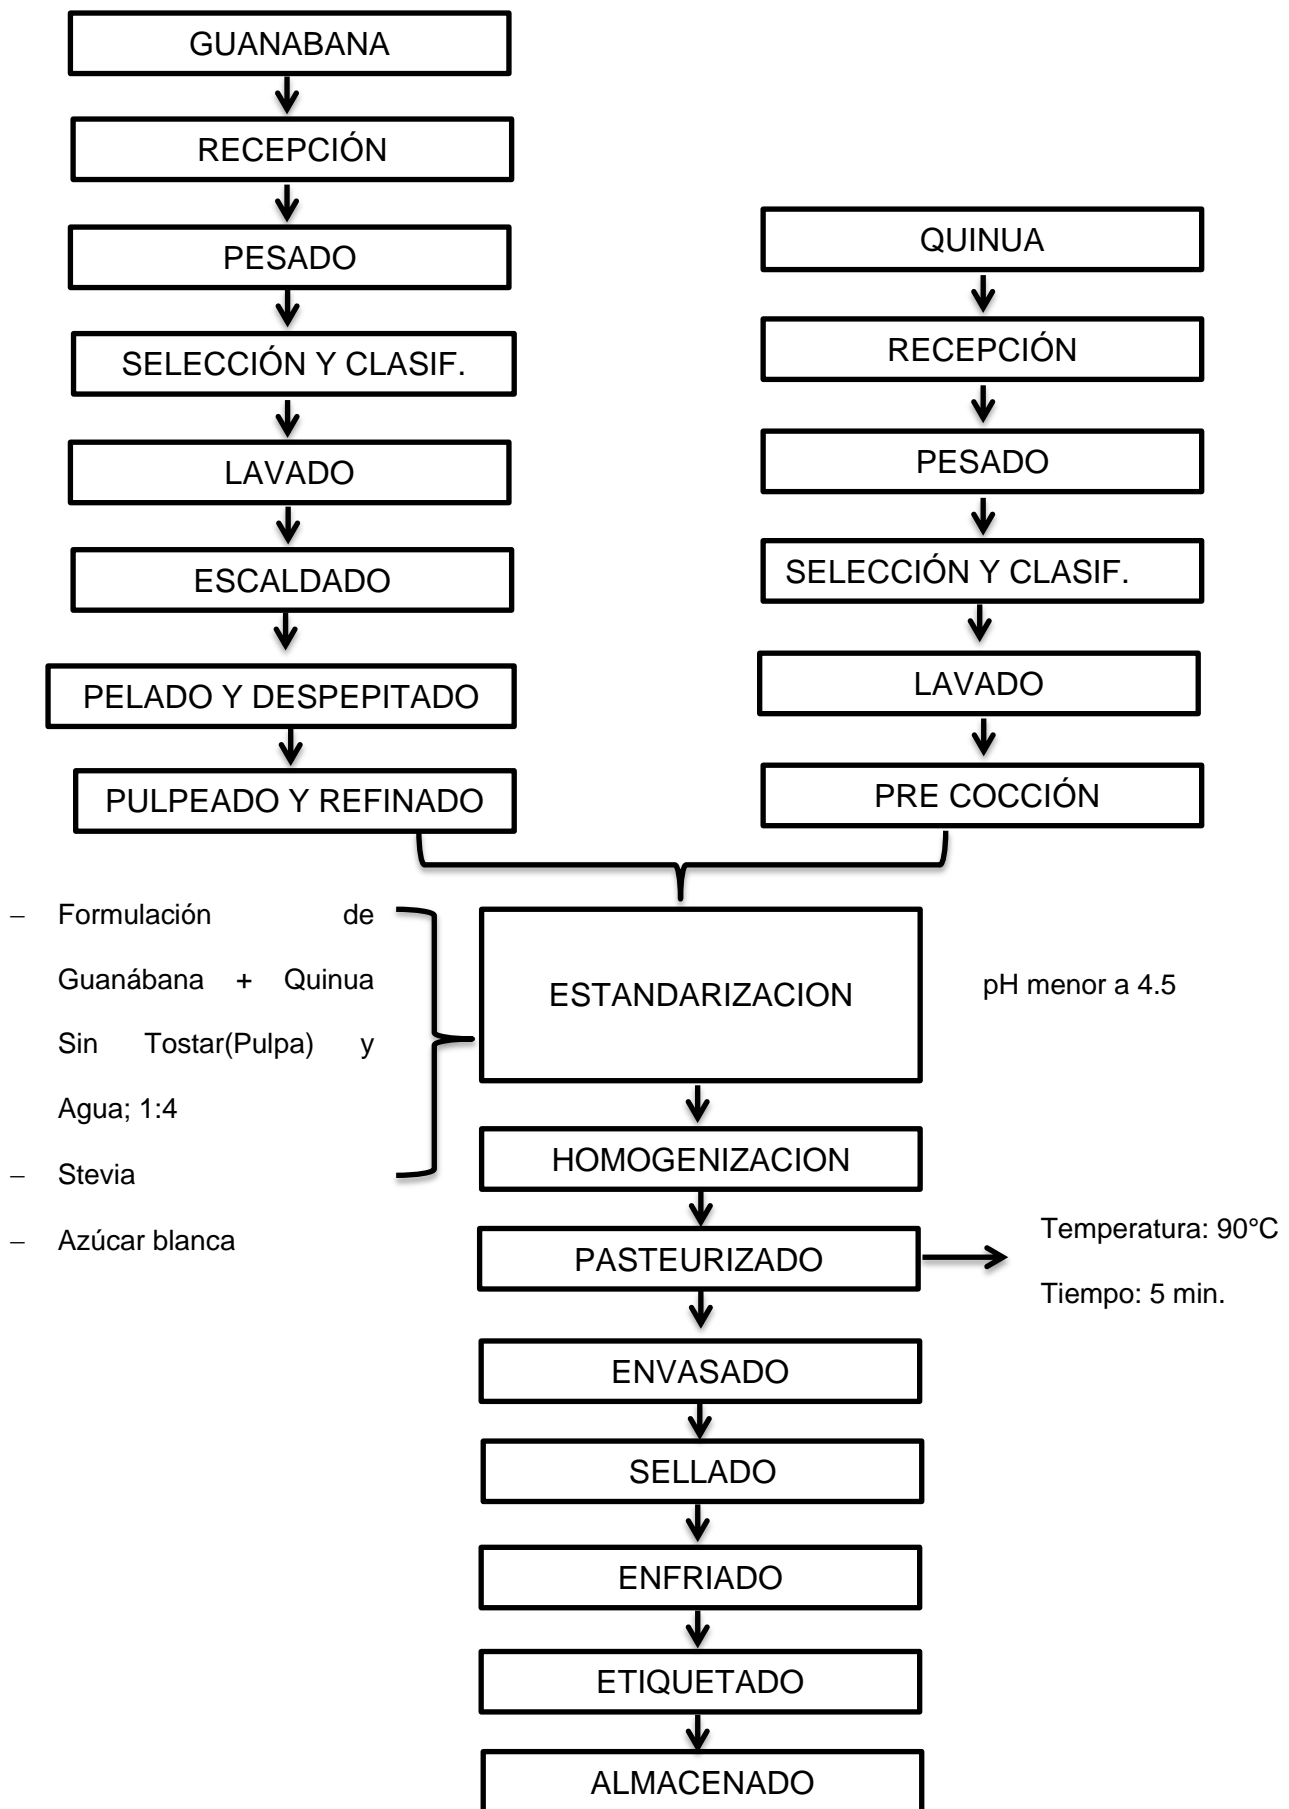 GUANABANA
RECEPCIÓN
PESADO
SELECCIÓN Y CLASIF.
LAVADO
ESCALDADO
PELADO Y DESPEPITADO
PULPEADO Y REFINADO
QUINUA
RECEPCIÓN
PESADO
SELECCIÓN Y CLASIF.
LAVADO
PRE COCCIÓN
– Formulación de
Guanábana + Quinua
Sin Tostar(Pulpa) y
Agua; 1:4
– Stevia
– Azúcar blanca
ESTANDARIZACION
pH menor a 4.5
HOMOGENIZACION
PASTEURIZADO
Temperatura: 90°C
Tiempo: 5 min.
ENVASADO
SELLADO
ENFRIADO
ETIQUETADO
ALMACENADO